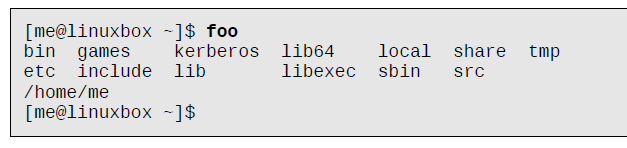 [me@linuxbox ~]$ foo
bin  games    kerberos  lib64    local  share  tmp
etc  include  lib       libexec  sbin   src
/home/me
[me@linuxbox ~]$